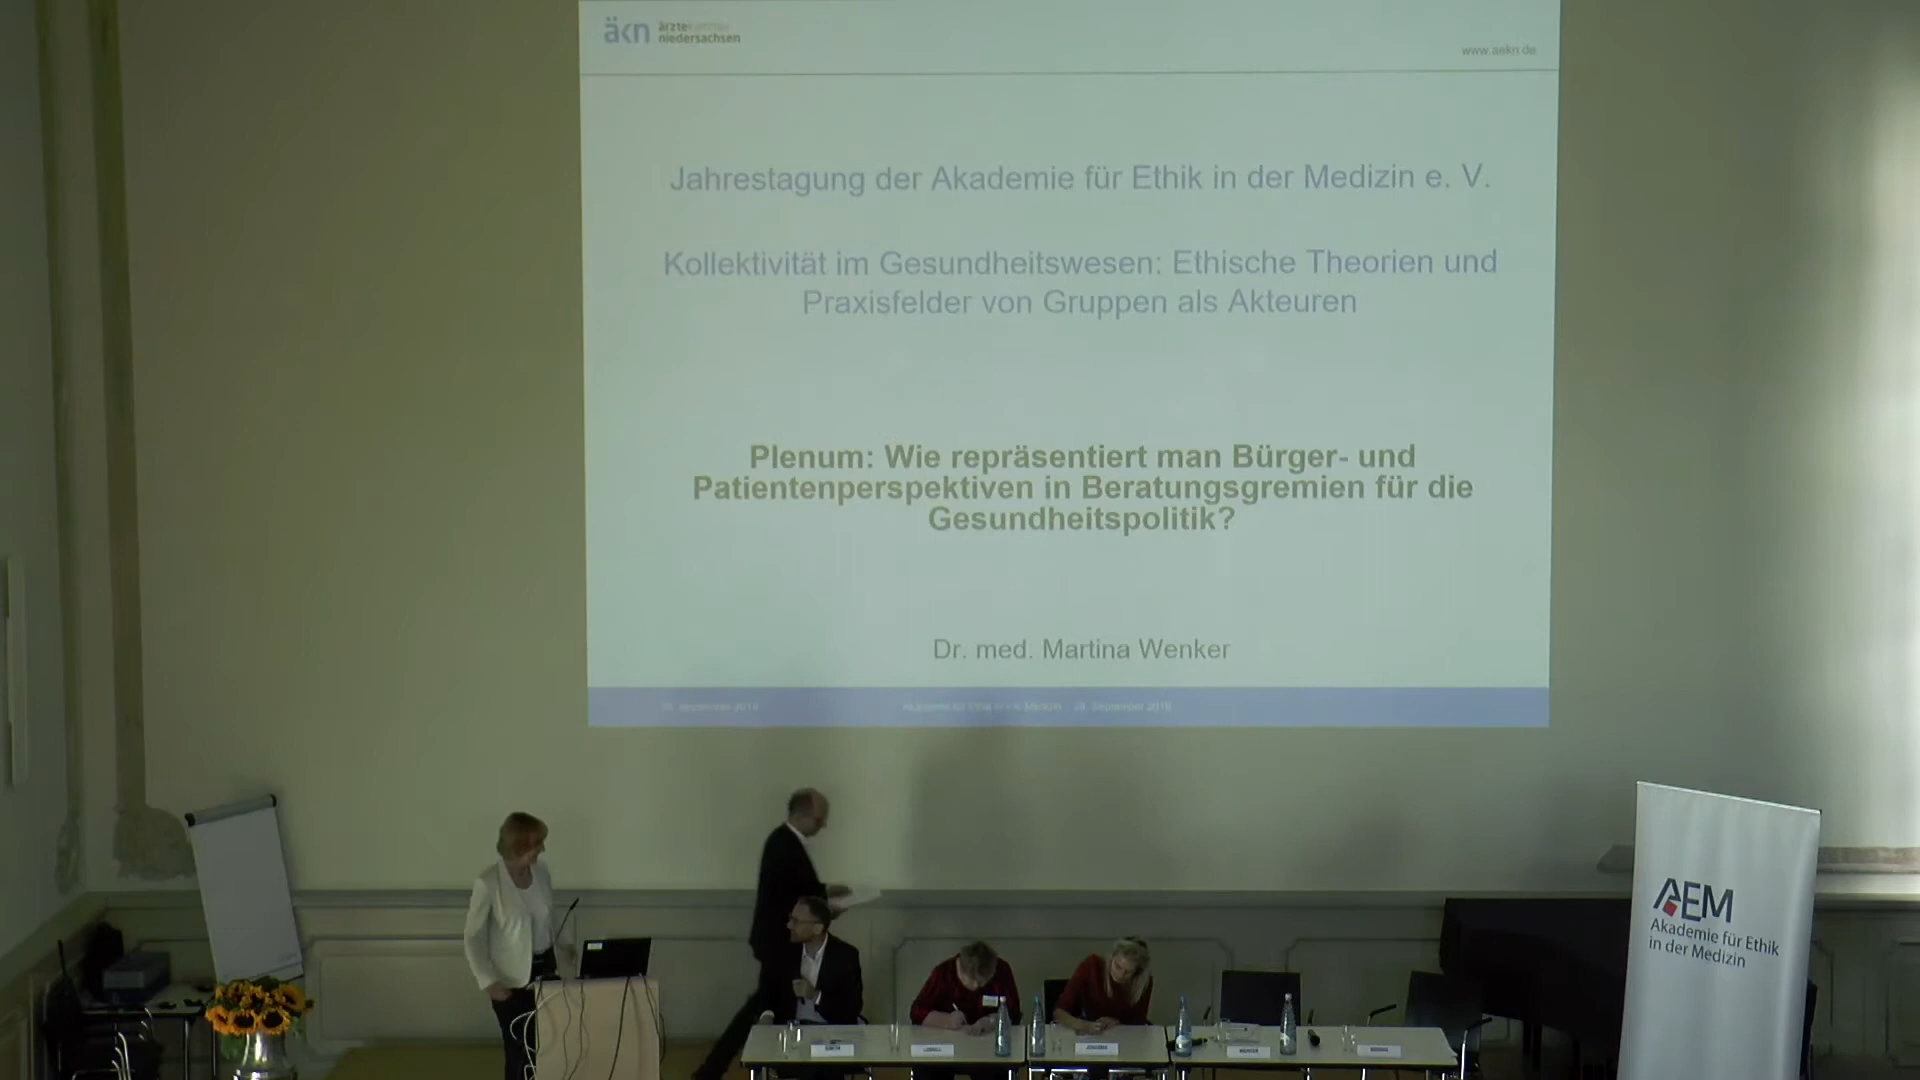 äkn ärztekammer
niedersachsen
www.aekn.de
Jahrestagung der Akademie für Ethik in der Medizin e. V.
Kollektivität im Gesundheitswesen: Ethische Theorien und
Praxisfelder von Gruppen als Akteuren
Plenum: Wie repräsentiert man Bürger- und
Patientenperspektiven in Beratungsgremien für die
Gesundheitspolitik?
Dr. med. Martina Wenker
AEM
Akademie für Ethik
in der Medizin